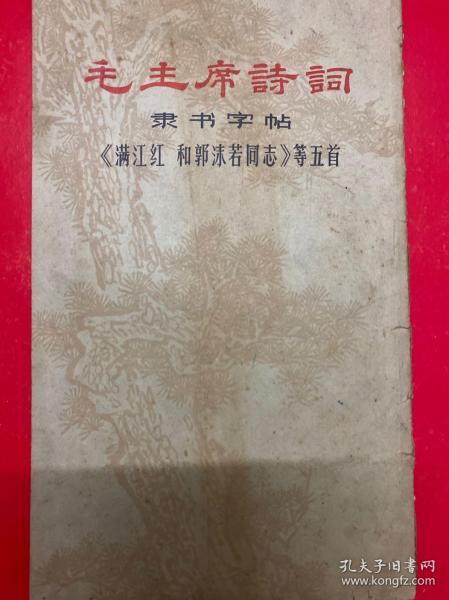 毛主席詩詞
隶书字帖
《满江红 和郭沫若同志》等五首
孔夫子旧书网
www.kongfz.com